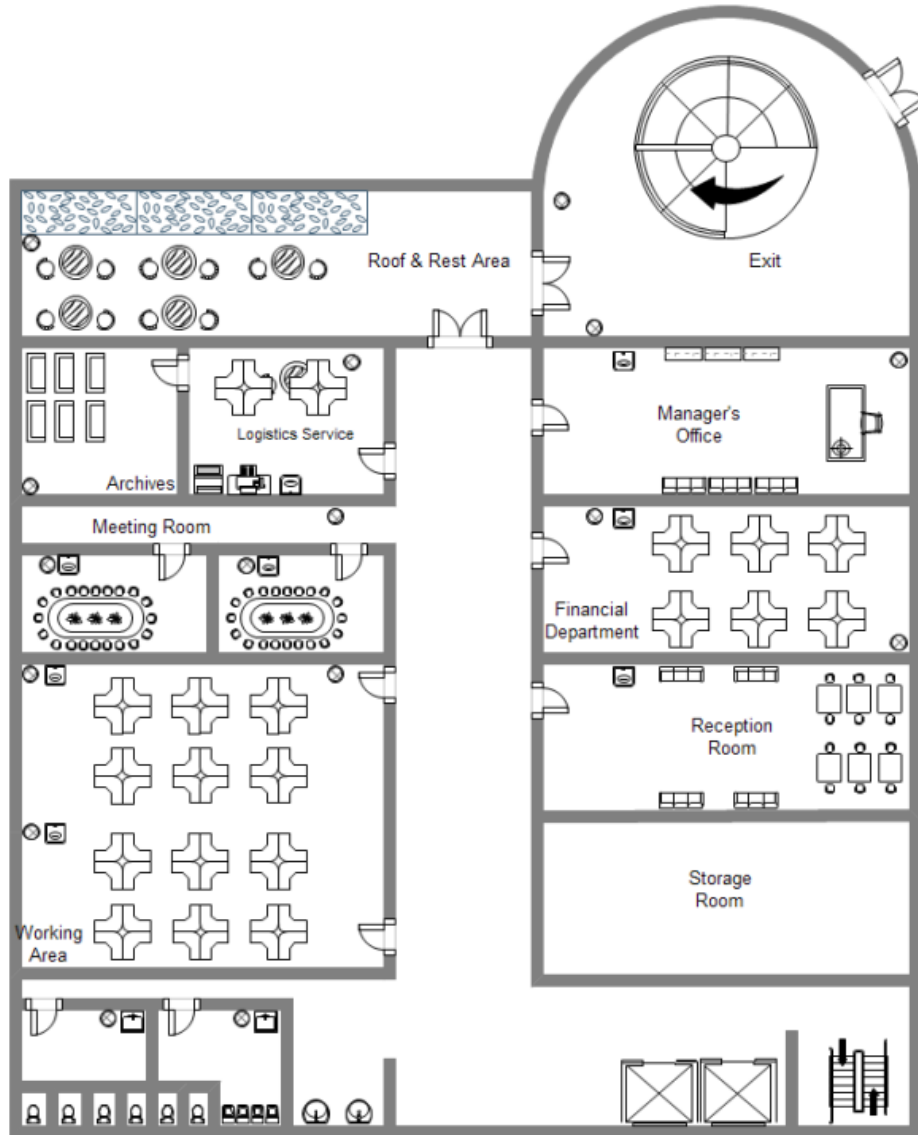 Roof & Rest Area
Exit
Manager's
Office
Logistics Service
Archives
Meeting Room
Financial
Department
Reception
Room
Storage
Room
Working
Area